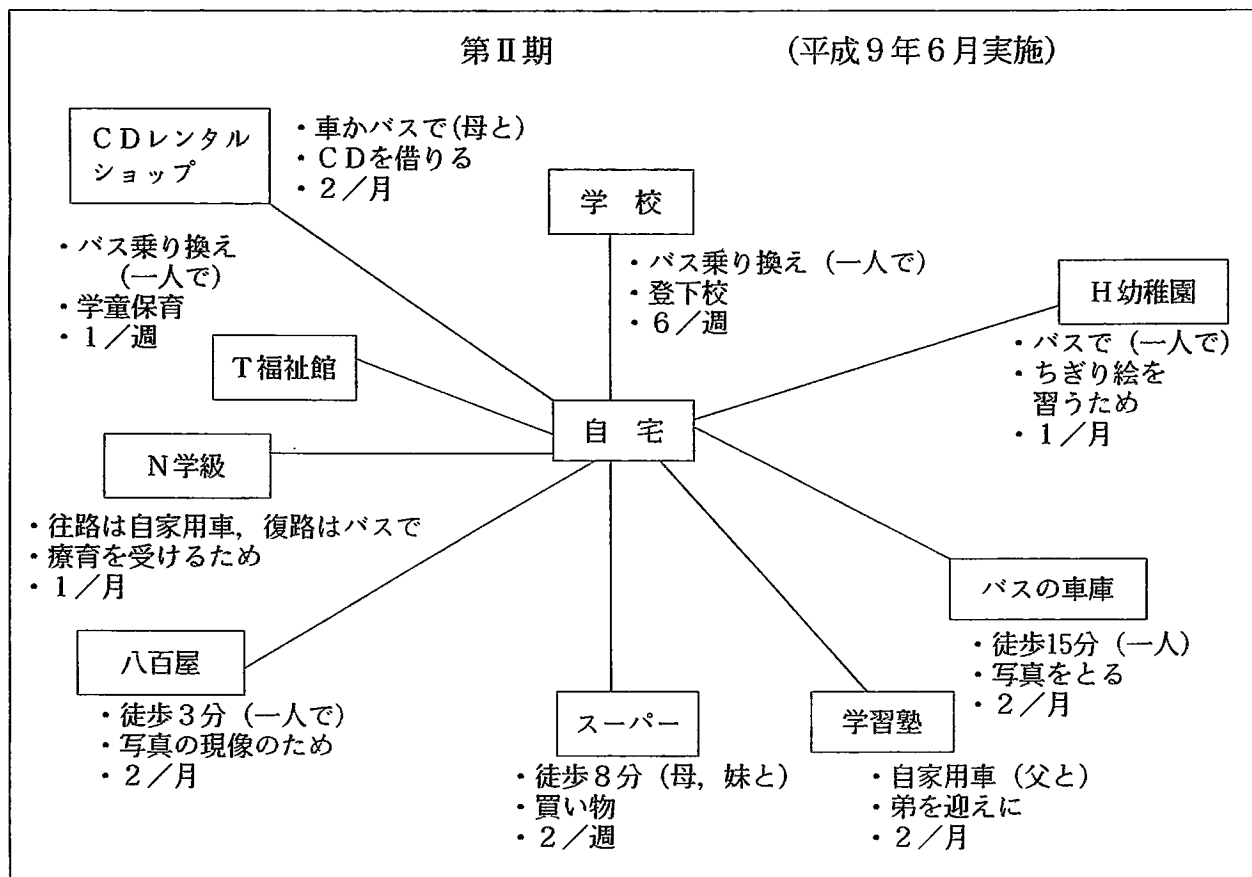 第Ⅱ期 (平成9年6月実施)
CDレンタル
ショップ
・車かバスで(母と)
・CDを借りる
・2／月
学 校
・バス乗り換え (一人で)
・登下校
・6／週
H幼稚園
・バスで (一人で)
・ちぎり絵を
習うため
・1／月
・バス乗り換え
(一人で)
・学童保育
・1／週
T福祉館
自 宅
N学級
・往路は自家用車，復路はバスで
・療育を受けるため
・1／月
バスの車庫
・徒歩15分 (一人)
・写真をとる
・2／月
八百屋
・徒歩3分 (一人で)
・写真の現像のため
・2／月
スーパー
・徒歩8分 (母，妹と)
・買い物
・2／週
学習塾
・自家用車 (父と)
・弟を迎えに
・2／月